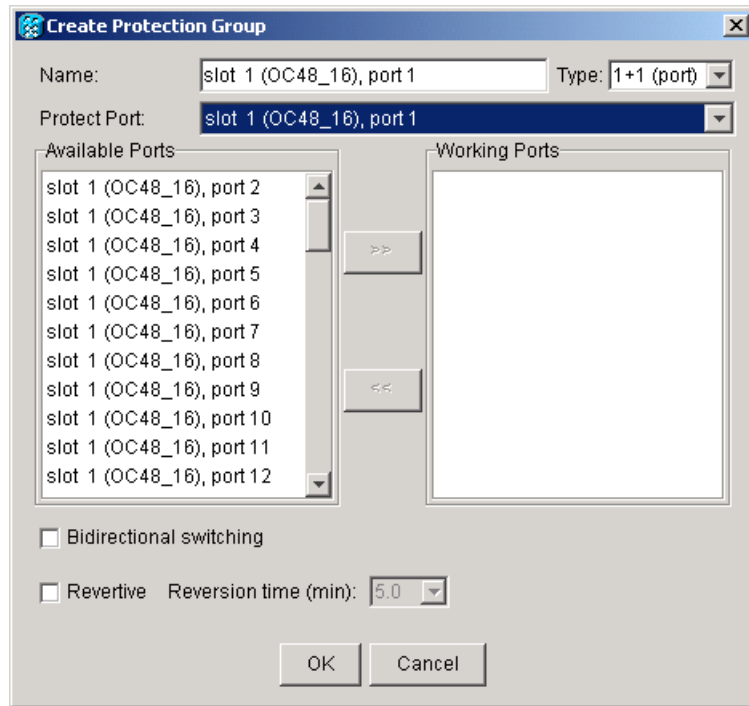 Create Protection Group
Name: slot 1 (OC48_16), port 1 Type: 1+1 (port)
Protect Port: slot 1 (OC48_16), port 1
Available Ports Working Ports
slot 1 (OC48_16), port 2
slot 1 (OC48_16), port 3
slot 1 (OC48_16), port 4
slot 1 (OC48_16), port 5
slot 1 (OC48_16), port 6
slot 1 (OC48_16), port 7
slot 1 (OC48_16), port 8
slot 1 (OC48_16), port 9
slot 1 (OC48_16), port 10
slot 1 (OC48_16), port 11
slot 1 (OC48_16), port 12
>>
<<
Bidirectional switching
Revertive Reversion time (min): 5.0
OK Cancel